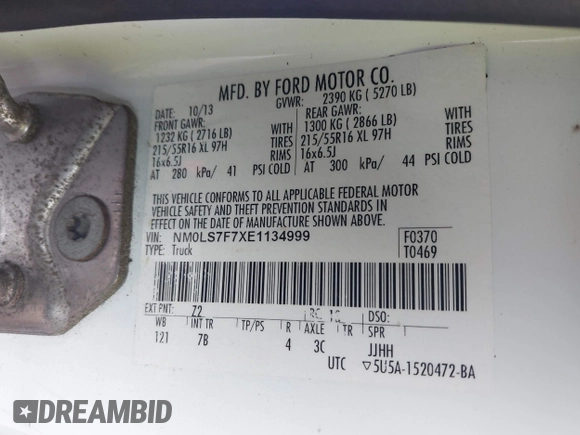 MFD. BY FORD MOTOR CO.
DATE: 10/13 GVWR: 2390 KG ( 5270 LB)
FRONT GAWR: REAR GAWR:
1232 KG ( 2716 LB) WITH 1300 KG ( 2866 LB) WITH
215/55R16 XL 97H TIRES 215/55R16 XL 97H TIRES
16x6.5J RIMS 16x6.5J RIMS
AT 280 kPa/ 41 PSI COLD AT 300 kPa/ 44 PSI COLD
THIS VEHICLE CONFORMS TO ALL APPLICABLE FEDERAL MOTOR
VEHICLE SAFETY AND THEFT PREVENTION STANDARDS IN
EFFECT ON THE DATE OF MANUFACTURE SHOWN ABOVE.
VIN: NM0LS7F7XE1134999 F0370
TYPE: Truck T0469
EXT PNT: Z2 DSO:
WB INT TR TP/PS R AXLE TR SPR
121 7B 4 3C JJHH
UTC ▽5U5A-1520472-BA
DREAMBID